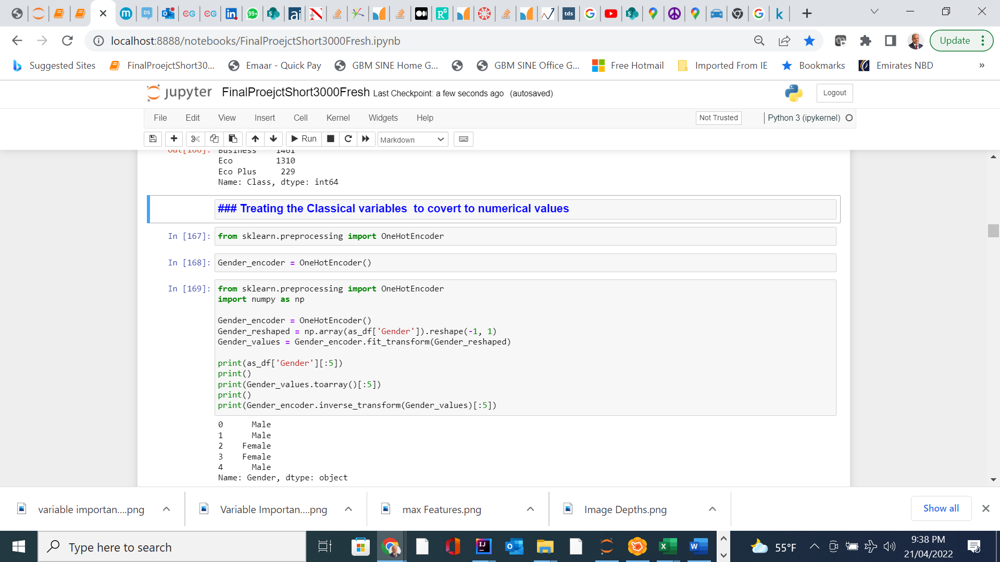 DS
99+
ai
tds
localhost:8888/notebooks/FinalProejctShort3000Fresh.ipynb
Update
Suggested Sites
FinalProejctShort30...
Emaar - Quick Pay
GBM SINE Home G...
GBM SINE Office G...
Free Hotmail
Imported From IE
Bookmarks
Emirates NBD
»
jupyter FinalProejctShort3000Fresh Last Checkpoint: a few seconds ago (autosaved)
Logout
File Edit View Insert Cell Kernel Widgets Help
Not Trusted
Python 3 (ipykernel)
Run
Markdown
Out[166]: Business 1461
Eco 1310
Eco Plus 229
Name: Class, dtype: int64
### Treating the Classical variables  to covert to numerical values
In [167]: from sklearn.preprocessing import OneHotEncoder
In [168]: Gender_encoder = OneHotEncoder()
In [169]: from sklearn.preprocessing import OneHotEncoder
import numpy as np
Gender_encoder = OneHotEncoder()
Gender_reshaped = np.array(as_df['Gender']).reshape(-1, 1)
Gender_values = Gender_encoder.fit_transform(Gender_reshaped)
print(as_df['Gender'][:5])
print()
print(Gender_values.toarray()[:5])
print()
print(Gender_encoder.inverse_transform(Gender_values)[:5])
0 Male
1 Male
2 Female
3 Female
4 Male
Name: Gender, dtype: object
variable importan....png
Variable Importan....png
max Features.png
Image Depths.png
Show all
Type here to search
55°F
9:38 PM
21/04/2022